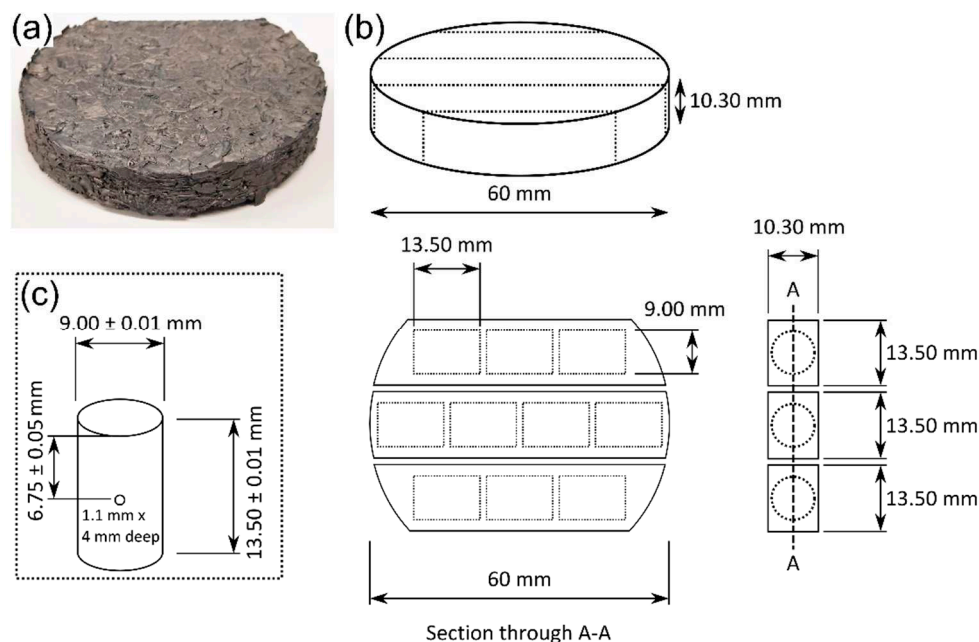 (a)
(b)
10.30 mm
60 mm
(c)
9.00 ± 0.01 mm
6.75 ± 0.05 mm
1.1 mm x
4 mm deep
13.50 ± 0.01 mm
13.50 mm
9.00 mm
60 mm
Section through A-A
10.30 mm
A
13.50 mm
13.50 mm
13.50 mm
A